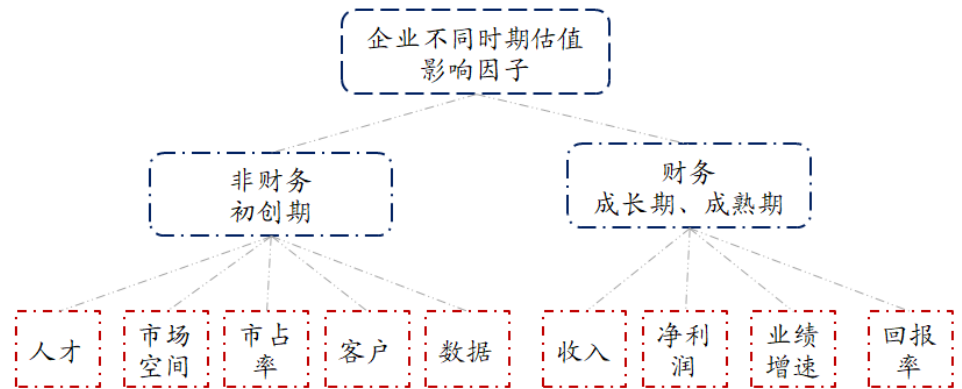 企业不同时期估值
影响因子
非财务
初创期
财务
成长期、成熟期
人才
市场
空间
市占
率
客户
数据
收入
净利
润
业绩
增速
回报
率